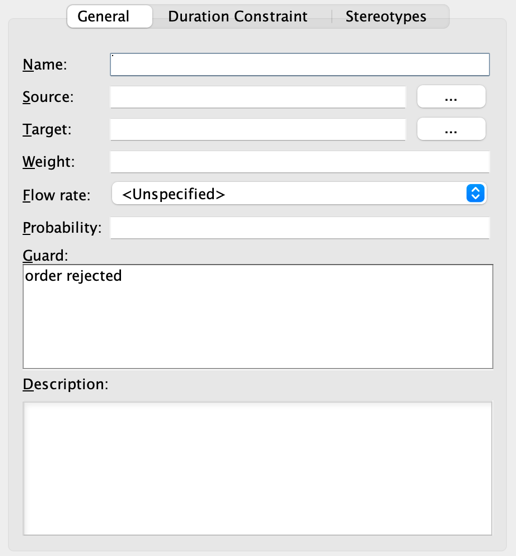 General Duration Constraint Stereotypes
Name:
Source: ...
Target: ...
Weight:
Flow rate: <Unspecified>
Probability:
Guard:
order rejected
Description: